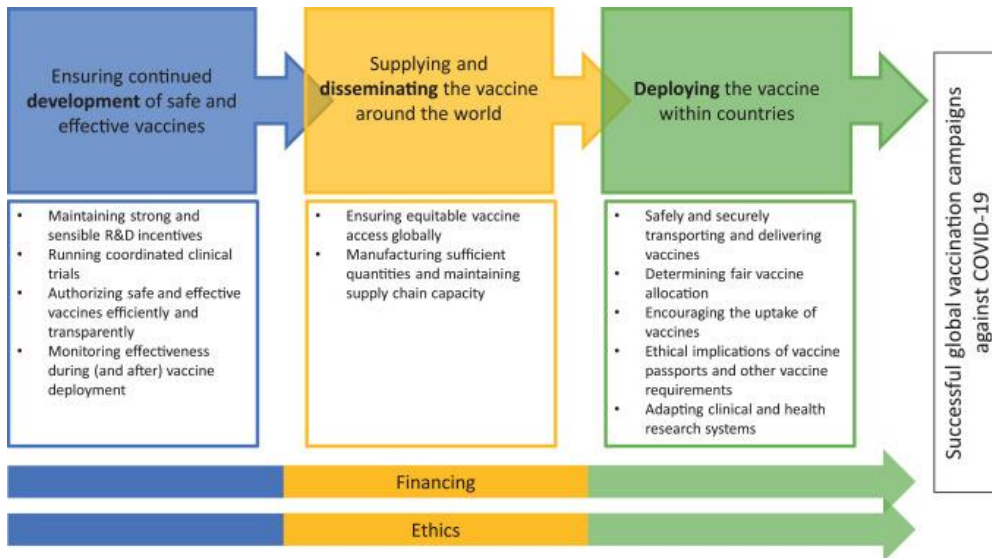 Ensuring continued
development of safe and
effective vaccines
Supplying and
disseminating the vaccine
around the world
Deploying the vaccine
within countries
• Maintaining strong and
sensible R&D incentives
• Running coordinated clinical
trials
• Authorizing safe and effective
vaccines efficiently and
transparently
• Monitoring effectiveness
during (and after) vaccine
deployment
• Ensuring equitable vaccine
access globally
• Manufacturing sufficient
quantities and maintaining
supply chain capacity
• Safely and securely
transporting and delivering
vaccines
• Determining fair vaccine
allocation
• Encouraging the uptake of
vaccines
• Ethical implications of vaccine
passports and other vaccine
requirements
• Adapting clinical and health
research systems
Successful global vaccination campaigns
against COVID-19
Financing
Ethics